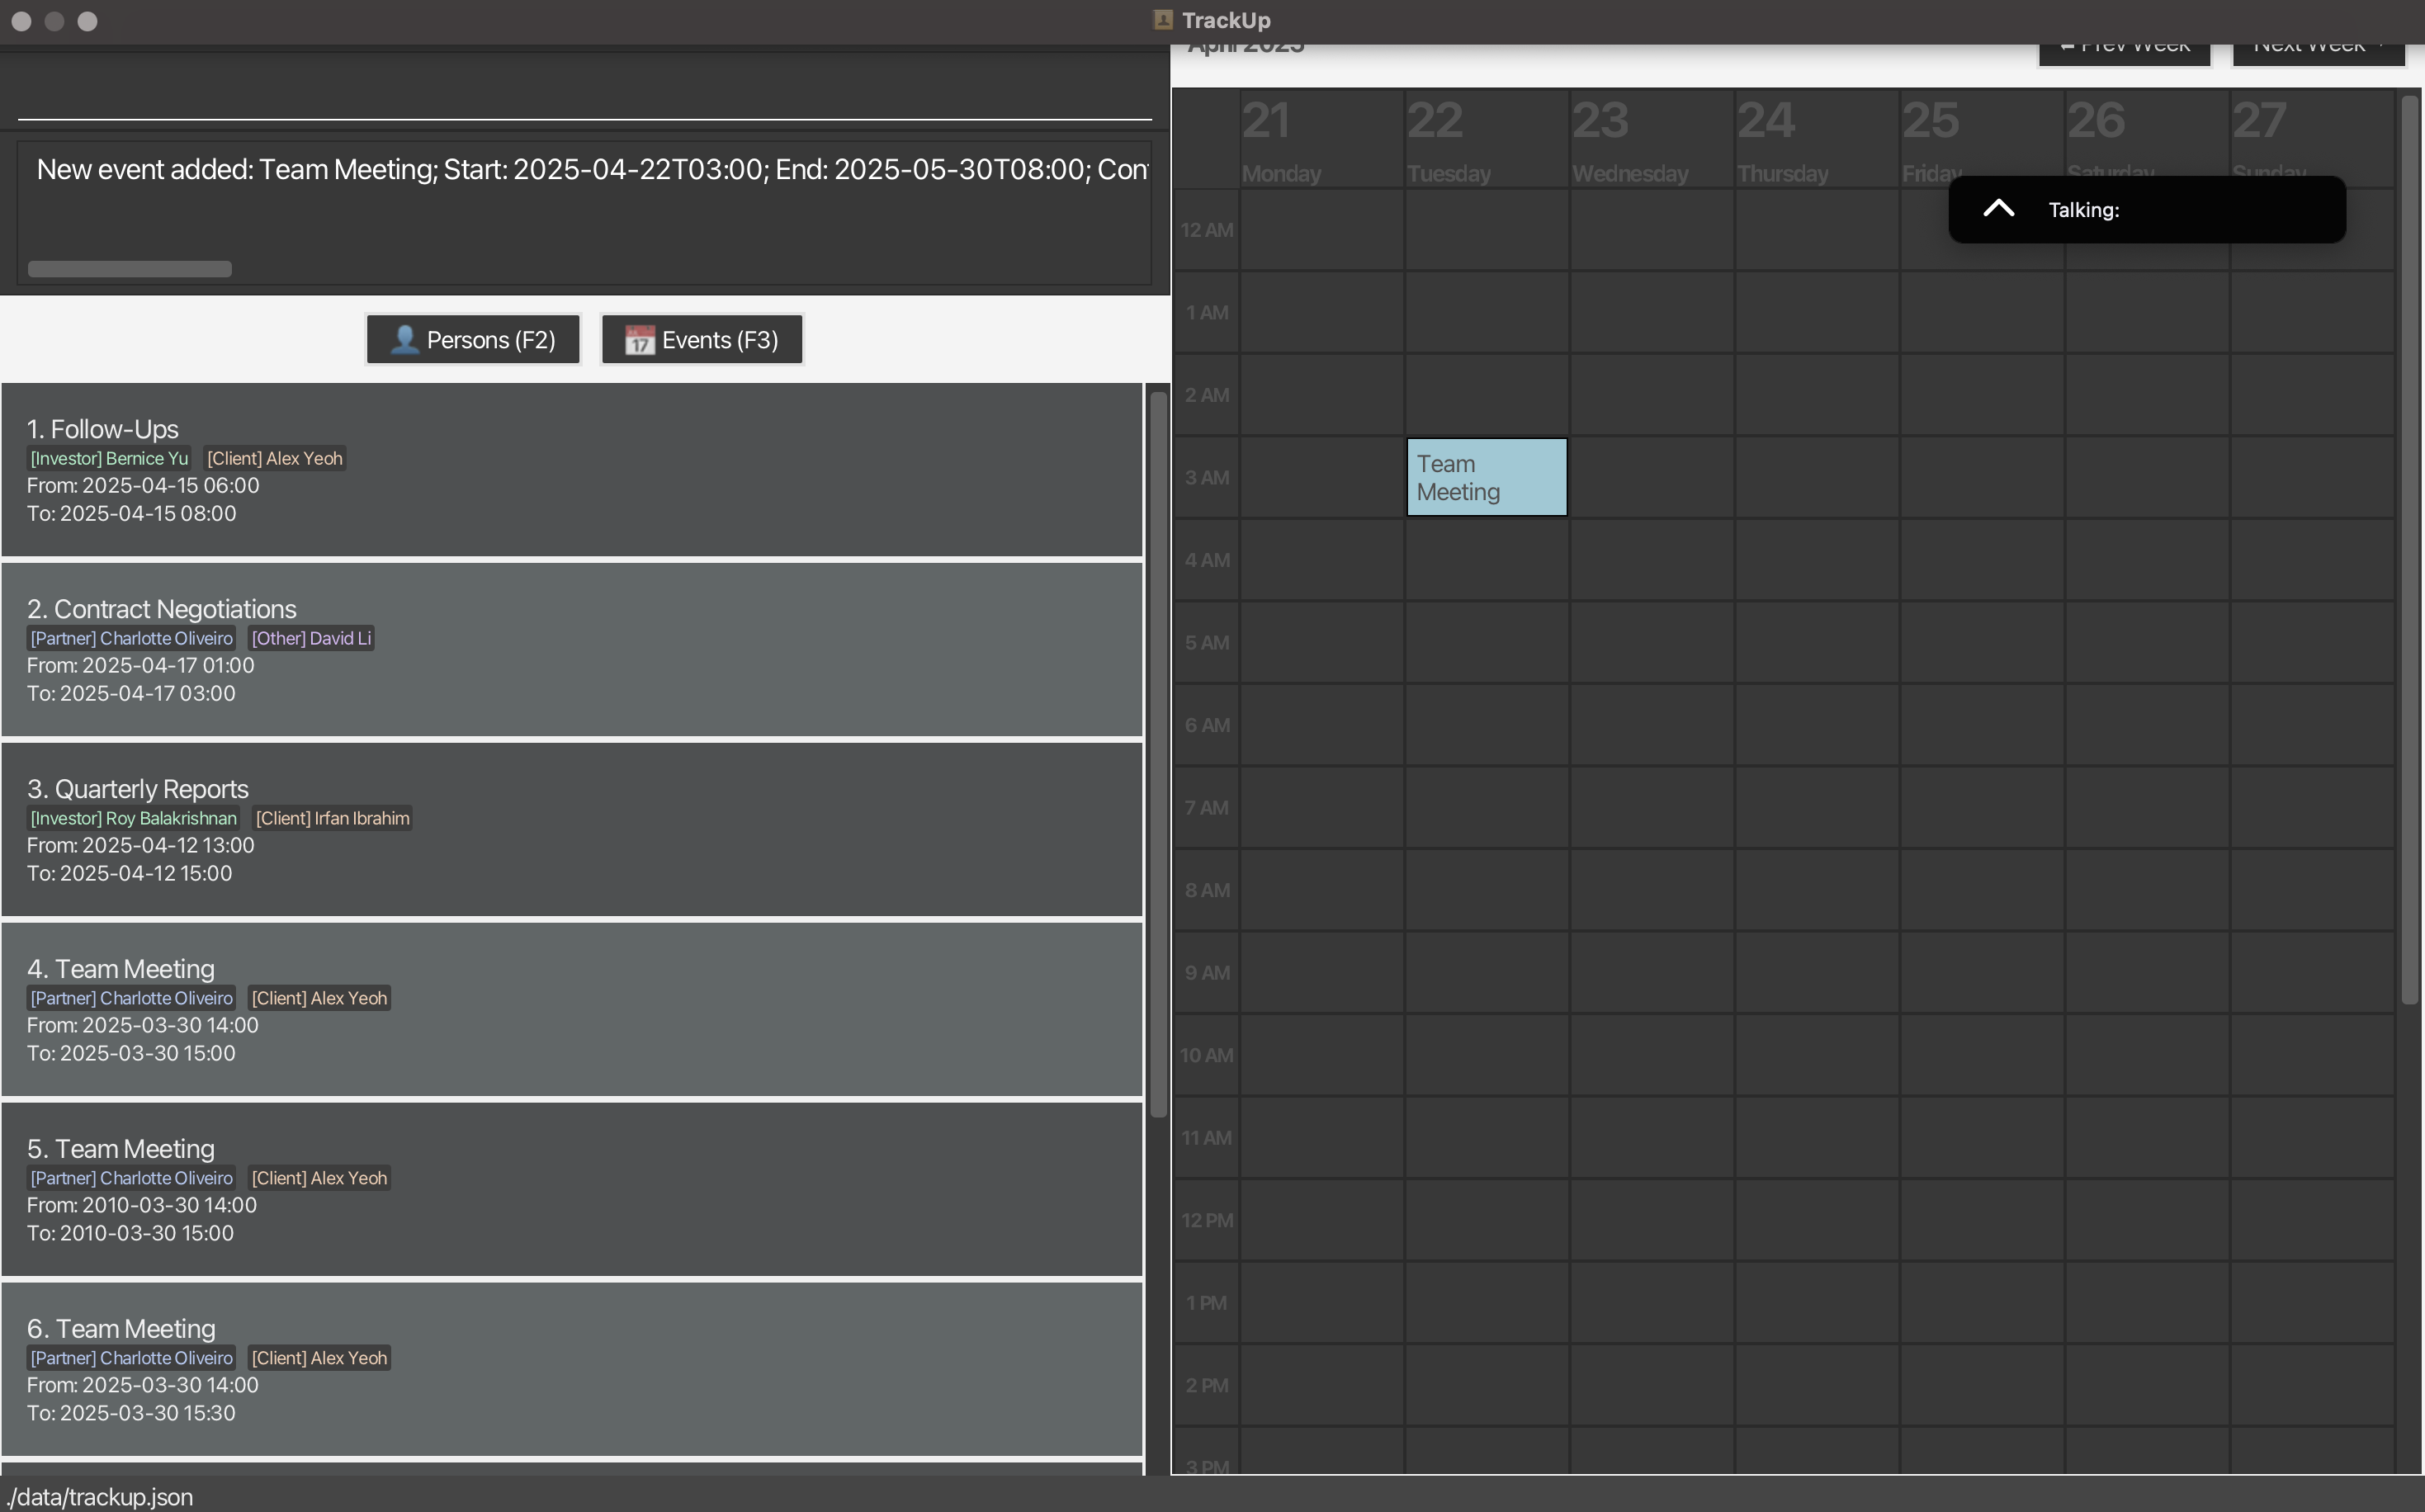 TrackUp
April 2025
← Prev Week
Next Week
New event added: Team Meeting; Start: 2025-04-22T03:00; End: 2025-05-30T08:00; Con
👤 Persons (F2)
📅 Events (F3)
1. Follow-Ups
[Investor] Bernice Yu [Client] Alex Yeoh
From: 2025-04-15 06:00
To: 2025-04-15 08:00
2. Contract Negotiations
[Partner] Charlotte Oliveiro [Other] David Li
From: 2025-04-17 01:00
To: 2025-04-17 03:00
3. Quarterly Reports
[Investor] Roy Balakrishnan [Client] Irfan Ibrahim
From: 2025-04-12 13:00
To: 2025-04-12 15:00
4. Team Meeting
[Partner] Charlotte Oliveiro [Client] Alex Yeoh
From: 2025-03-30 14:00
To: 2025-03-30 15:00
5. Team Meeting
[Partner] Charlotte Oliveiro [Client] Alex Yeoh
From: 2010-03-30 14:00
To: 2010-03-30 15:00
6. Team Meeting
[Partner] Charlotte Oliveiro [Client] Alex Yeoh
From: 2025-03-30 14:00
To: 2025-03-30 15:30
./data/trackup.json
21 22 23 24 25 26 27
Monday Tuesday Wednesday Thursday Friday Saturday Sunday
Talking:
12 AM
1 AM
2 AM
3 AM
Team
Meeting
4 AM
5 AM
6 AM
7 AM
8 AM
9 AM
10 AM
11 AM
12 PM
1 PM
2 PM
3 PM